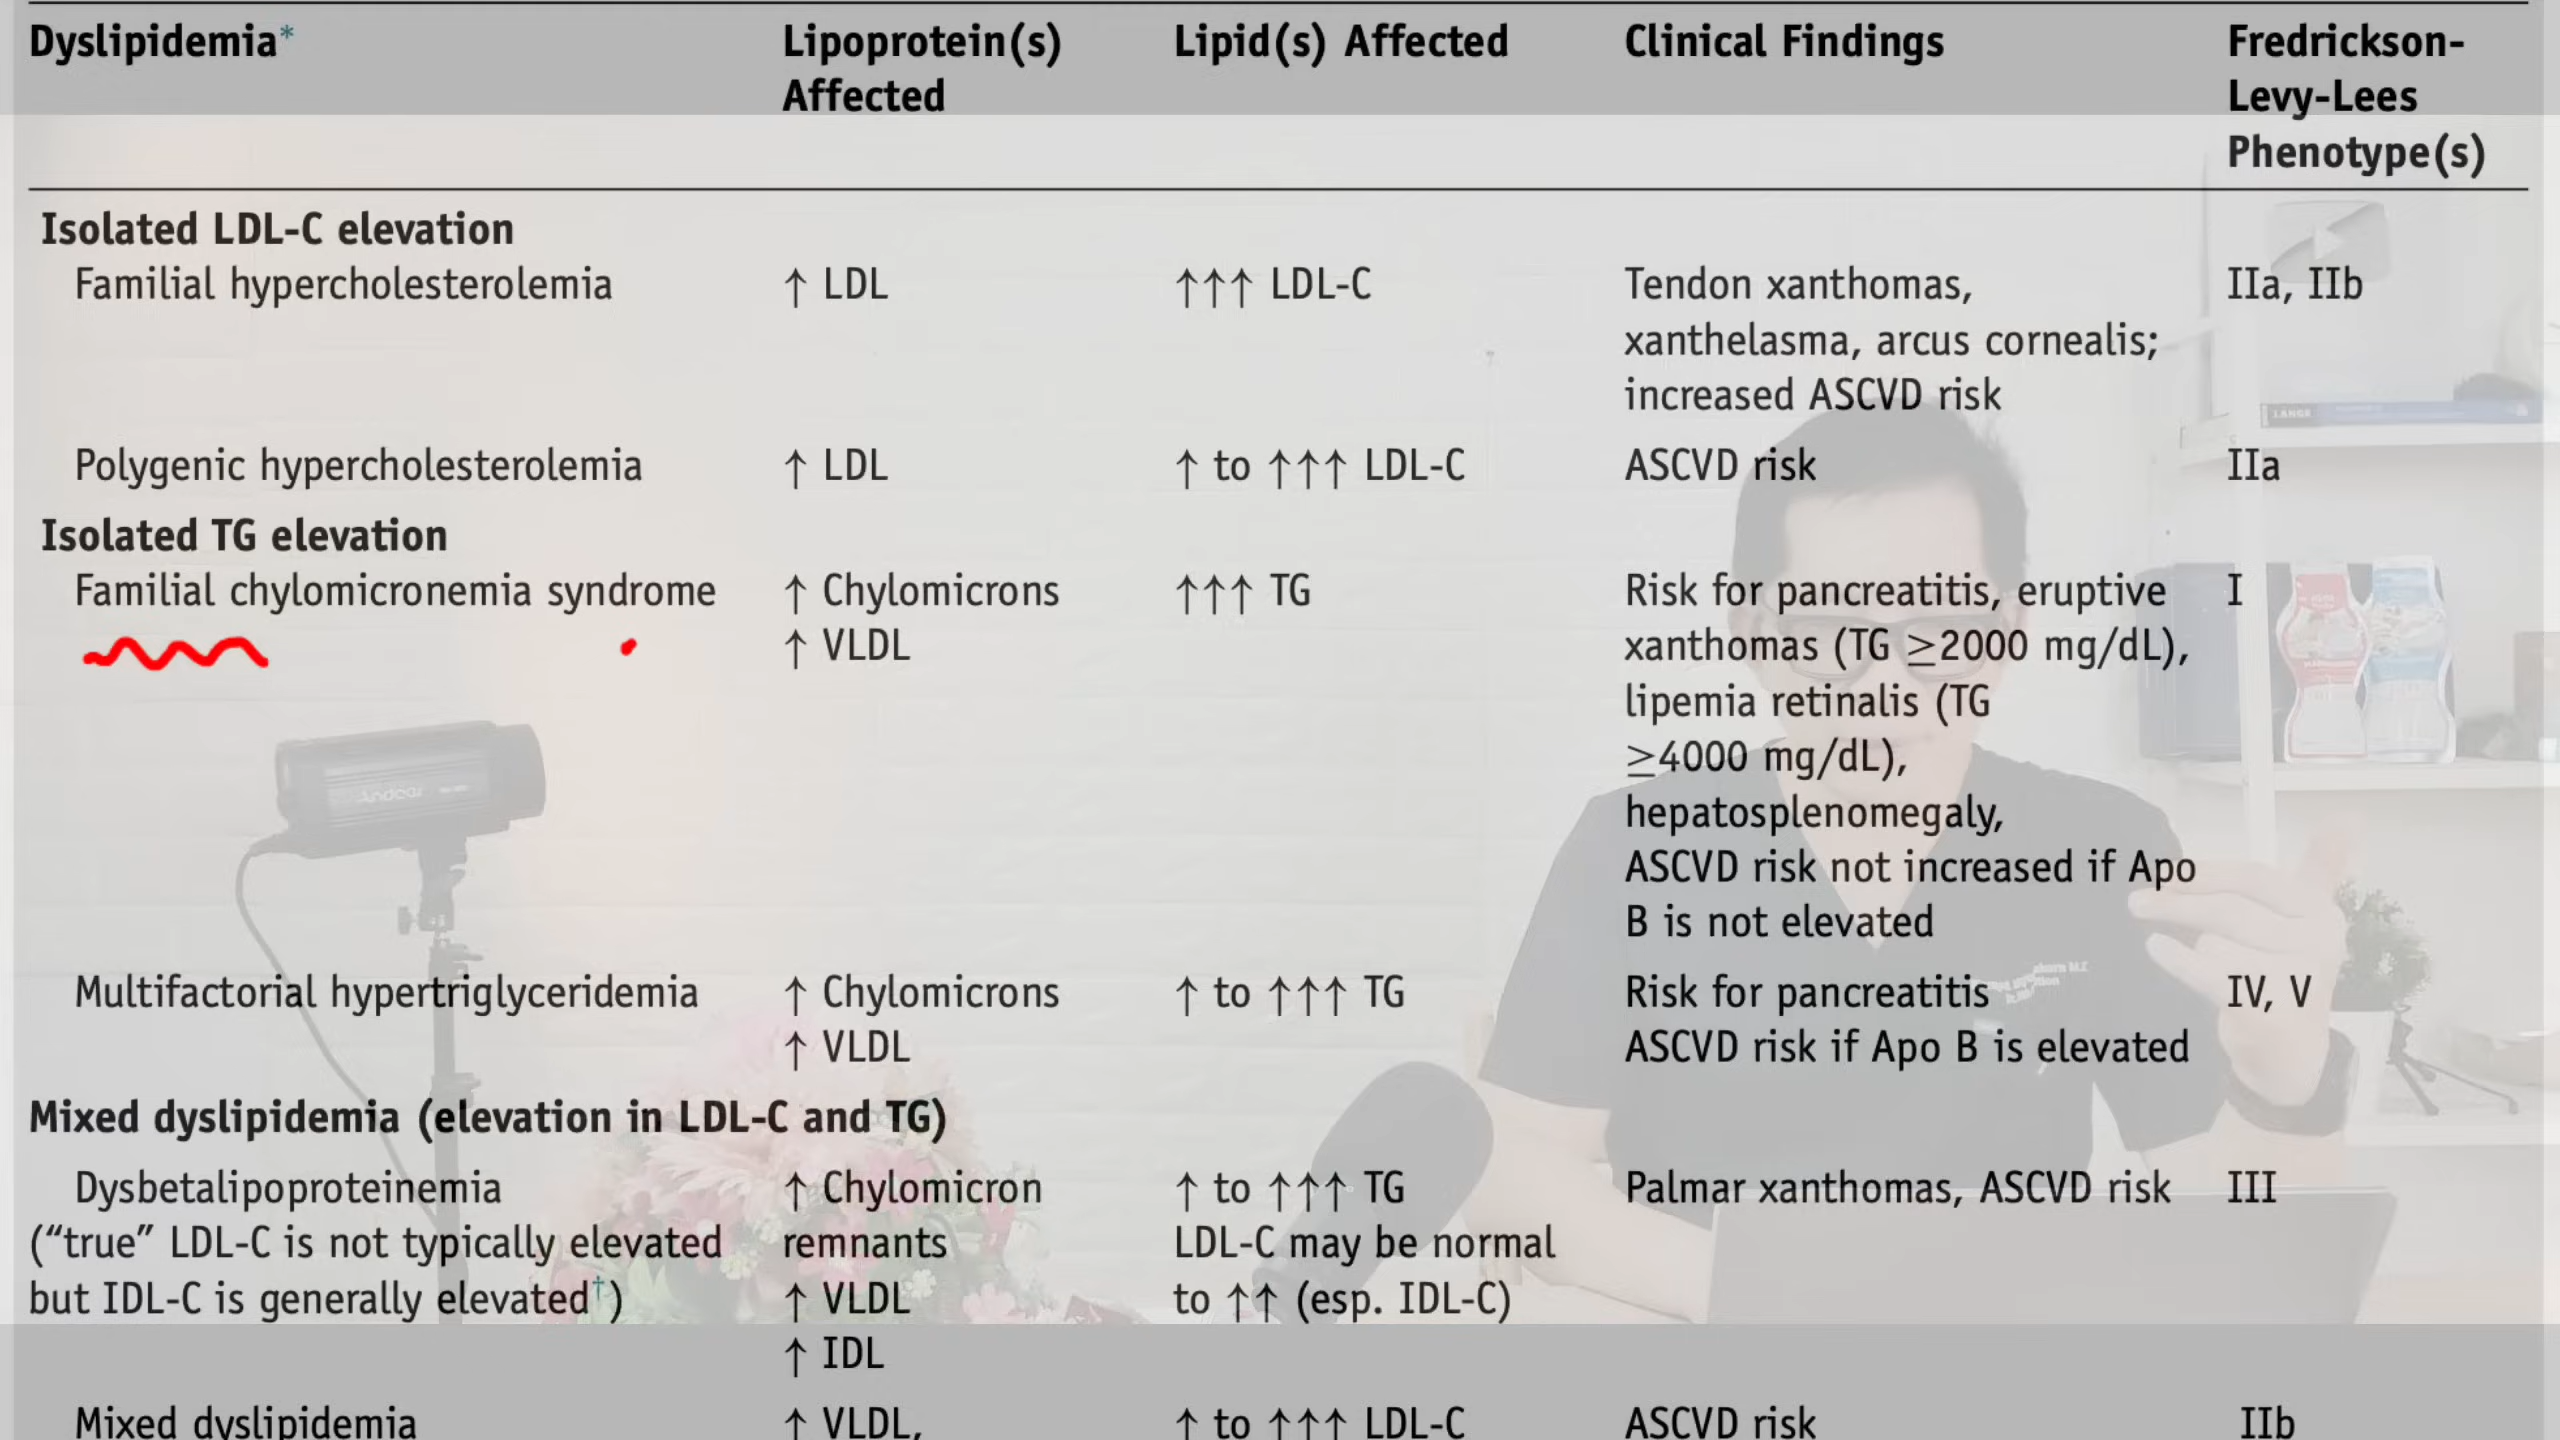 Dyslipidemia* Lipoprotein(s) Affected Lipid(s) Affected Clinical Findings Fredrickson-Levy-Lees Phenotype(s)
Isolated LDL-C elevation
Familial hypercholesterolemia ↑ LDL ↑↑↑ LDL-C Tendon xanthomas, IIa, IIb
xanthelasma, arcus cornealis;
increased ASCVD risk
Polygenic hypercholesterolemia ↑ LDL ↑ to ↑↑↑ LDL-C ASCVD risk IIa
Isolated TG elevation
Familial chylomicronemia syndrome ↑ Chylomicrons ↑↑↑ TG Risk for pancreatitis, eruptive I
↑ VLDL xanthomas (TG ≥2000 mg/dL),
lipemia retinalis (TG
≥4000 mg/dL),
hepatosplenomegaly,
ASCVD risk not increased if Apo
B is not elevated
Multifactorial hypertriglyceridemia ↑ Chylomicrons ↑ to ↑↑↑ TG Risk for pancreatitis IV, V
↑ VLDL ASCVD risk if Apo B is elevated
Mixed dyslipidemia (elevation in LDL-C and TG)
Dysbetalipoproteinemia ↑ Chylomicron ↑ to ↑↑↑ TG Palmar xanthomas, ASCVD risk III
(“true” LDL-C is not typically elevated remnants LDL-C may be normal
but IDL-C is generally elevated†) ↑ VLDL to ↑↑ (esp. IDL-C)
↑ IDL
Mixed dyslipidemia ↑ VLDL, ↑ to ↑↑↑ LDL-C ASCVD risk IIb
LANGE
Andoer